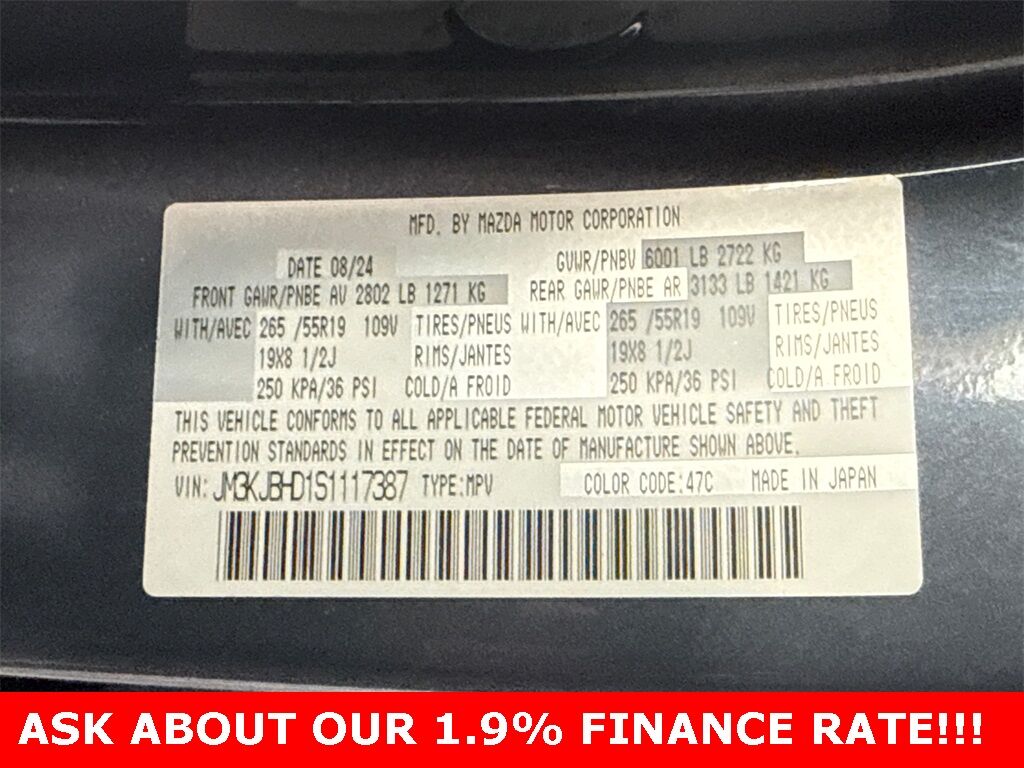 MFD. BY MAZDA MOTOR CORPORATION
DATE 08/24 GVWR/PNBV 6001 LB 2722 KG
FRONT GAWR/PNBE AV 2802 LB 1271 KG REAR GAWR/PNBE AR 3133 LB 1421 KG
WITH/AVEC 265 /55R19 109V TIRES/PNEUS WITH/AVEC 265 /55R19 109V TIRES/PNEUS
19X8 1/2J RIMS/JANTES 19X8 1/2J RIMS/JANTES
250 KPA/36 PSI COLD/A FROID 250 KPA/36 PSI COLD/A FROID
THIS VEHICLE CONFORMS TO ALL APPLICABLE FEDERAL MOTOR VEHICLE SAFETY AND THEFT
PREVENTION STANDARDS IN EFFECT ON THE DATE OF MANUFACTURE SHOWN ABOVE.
VIN: JM3KJBHD1S1117387 TYPE:MPV COLOR CODE:47C MADE IN JAPAN
ASK ABOUT OUR 1.9% FINANCE RATE!!!